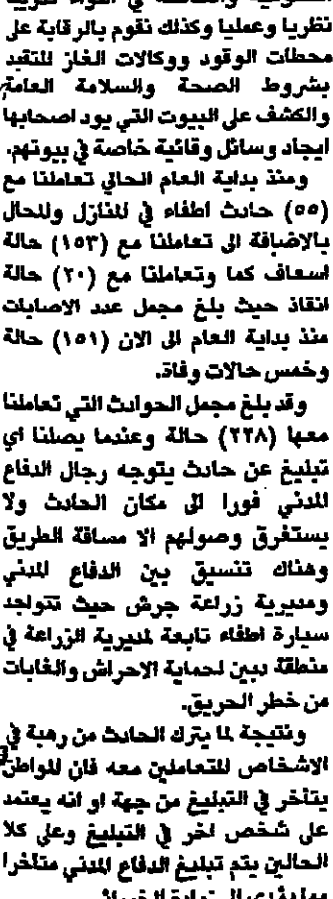 نظريا وعمليا وكذلك نقوم بالرقابة على
محطات الوقود ووكالات الغاز للتقيد
بشروط الصحة والسلامة العامة
والكشف على البيوت التي يود اصحابها
ايجاد وسائل وقائية خاصة في بيوتهم.
ومنذ بداية العام الحالي تعاملنا مع
(٥٥) حادث اطفاء في المنازل والمحال
بالاضافة الى تعاملنا مع (١٥٣) حالة
اسعاف كما وتعاملنا مع (٢٠) حالة
انقاذ حيث بلغ مجمل عدد الاصابات
منذ بداية العام الى الان (١٥١) حالة
وخمس حالات وفاة.
وقد بلغ مجمل الحوادث التي تعاملنا
معها (٢٢٨) حالة وعندما يصلنا اي
تبليغ عن حادث يتوجه رجال الدفاع
المدني فورا الى مكان الحادث ولا
يستغرق وصولهم الا مسافة الطريق
وهناك تنسيق بين الدفاع المدني
ومديرية زراعة جرش حيث تتواجد
سيارة اطفاء تابعة لمديرية الزراعة في
منطقة دبين لحماية الاحراش والغابات
من خطر الحريق.
ونتيجة لما يترك الحادث من رهبة في
الاشخاص المتعاملين معه فان المواطن
يتأخر في التبليغ من جهة او انه يعتمد
على شخص اخر في التبليغ وعلى كلا
الحالين يتم تبليغ الدفاع المدني متأخرا